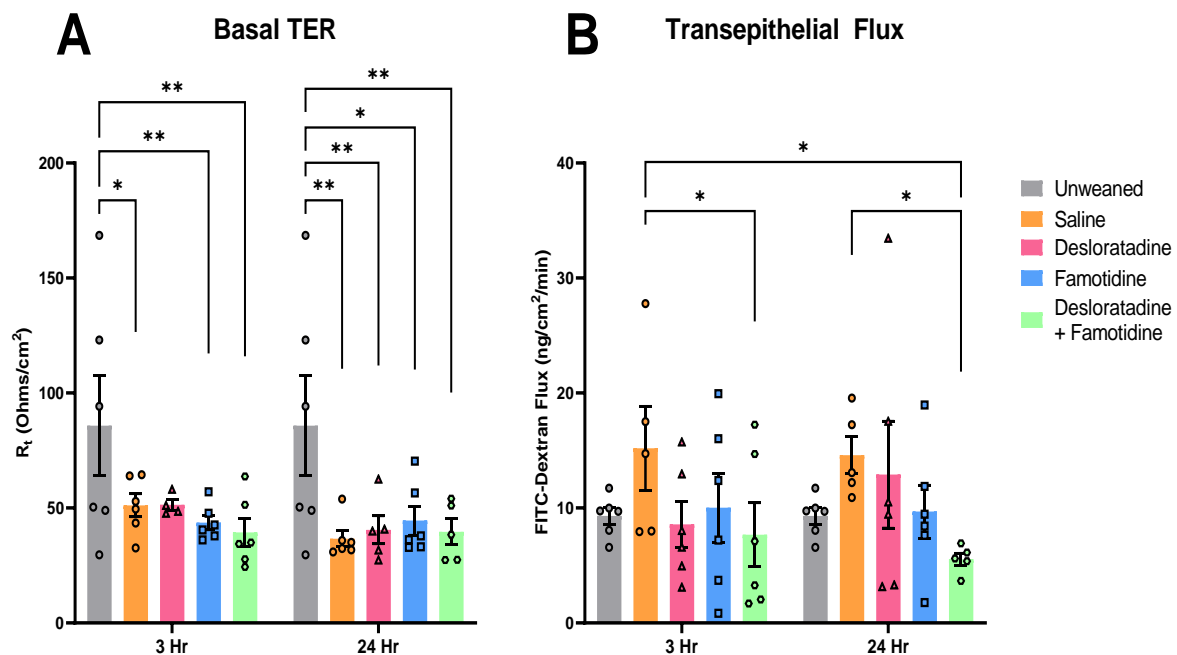 A
Basal TER
B
Transepithelial Flux
**
**
*
**
*
**
**
*
*
*
200
150
100
50
0
Rt (Ohms/cm2)
3 Hr
24 Hr
40
30
20
10
0
FITC-Dextran Flux (ng/cm2/min)
3 Hr
24 Hr
Unweaned
Saline
Desloratadine
Famotidine
Desloratadine
+ Famotidine